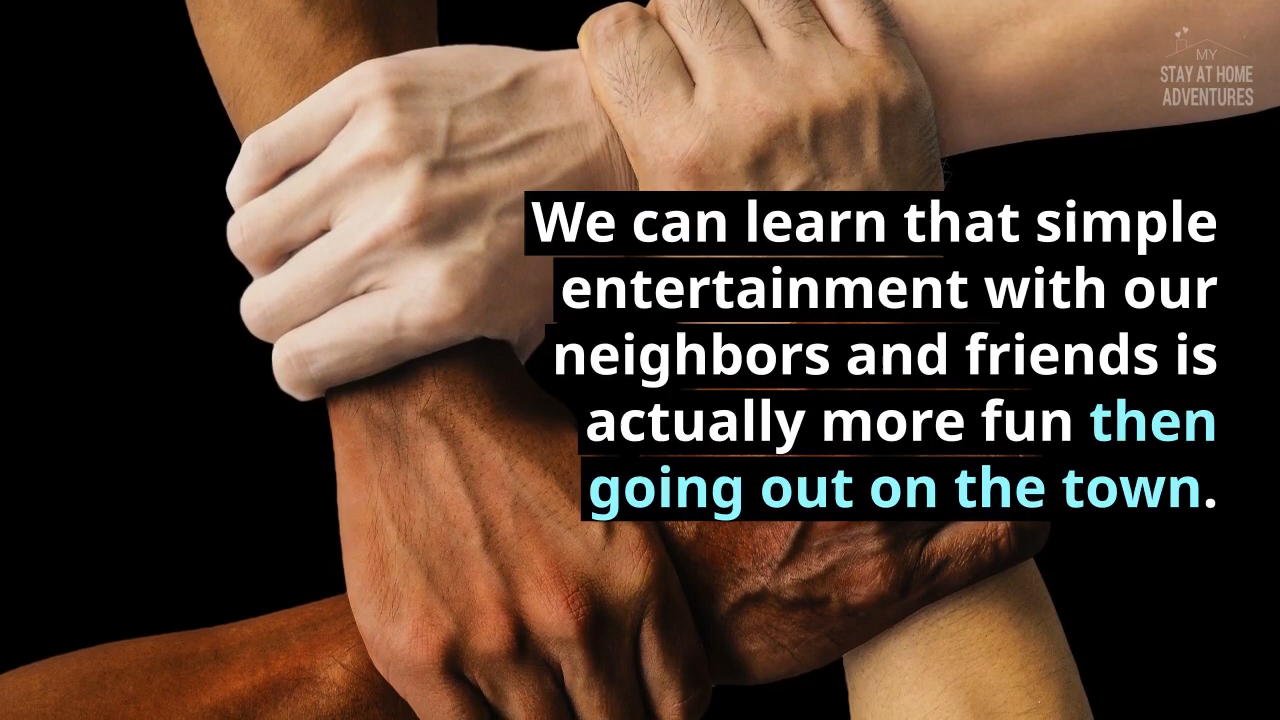 MY
STAY AT HOME
ADVENTURES
We can learn that simple
entertainment with our
neighbors and friends is
actually more fun then
going out on the town.